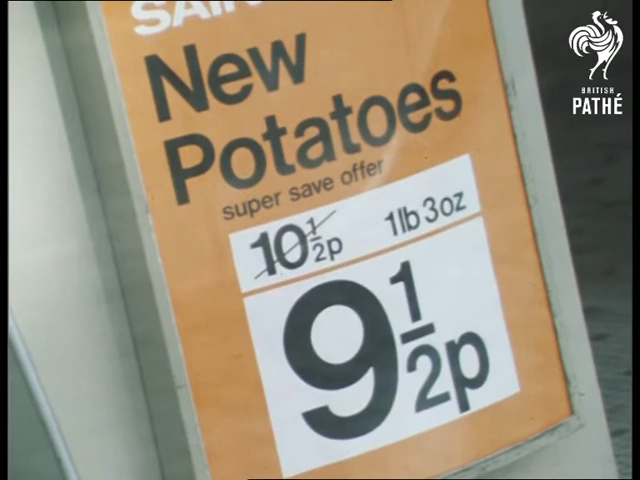 New
Potatoes
super save offer
10½p 1lb 3oz
9½p
BRITISH
PATHÉ